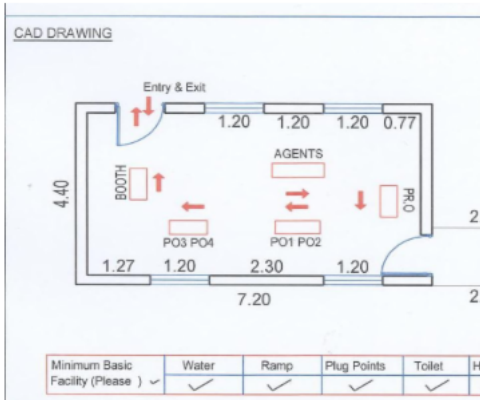 CAD DRAWING
Entry & Exit
1.20 1.20 1.20 0.77
AGENTS
BOOTH
PR.O
4.40
PO3 PO4 PO1 PO2
1.27 1.20 2.30 1.20
7.20
2.
2.
Minimum Basic Facility (Please ) Water Ramp Plug Points Toilet H